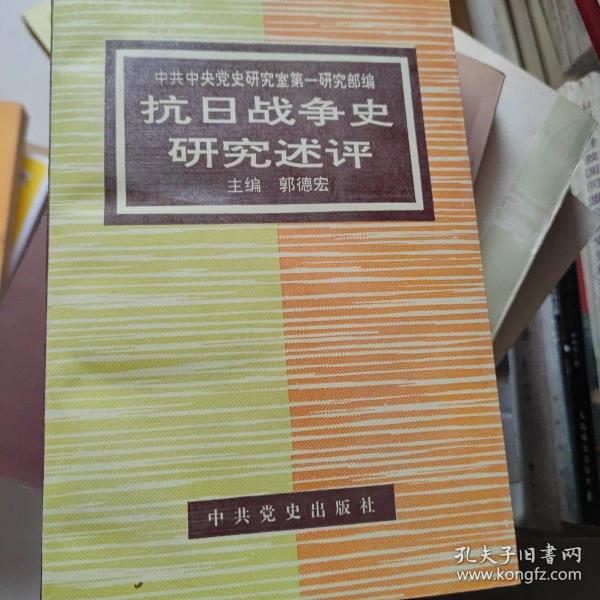 中共中央党史研究室第一研究部编
抗日战争史
研究述评
主编 郭德宏
中共党史出版社
孔夫子旧书网
www.kongfz.com